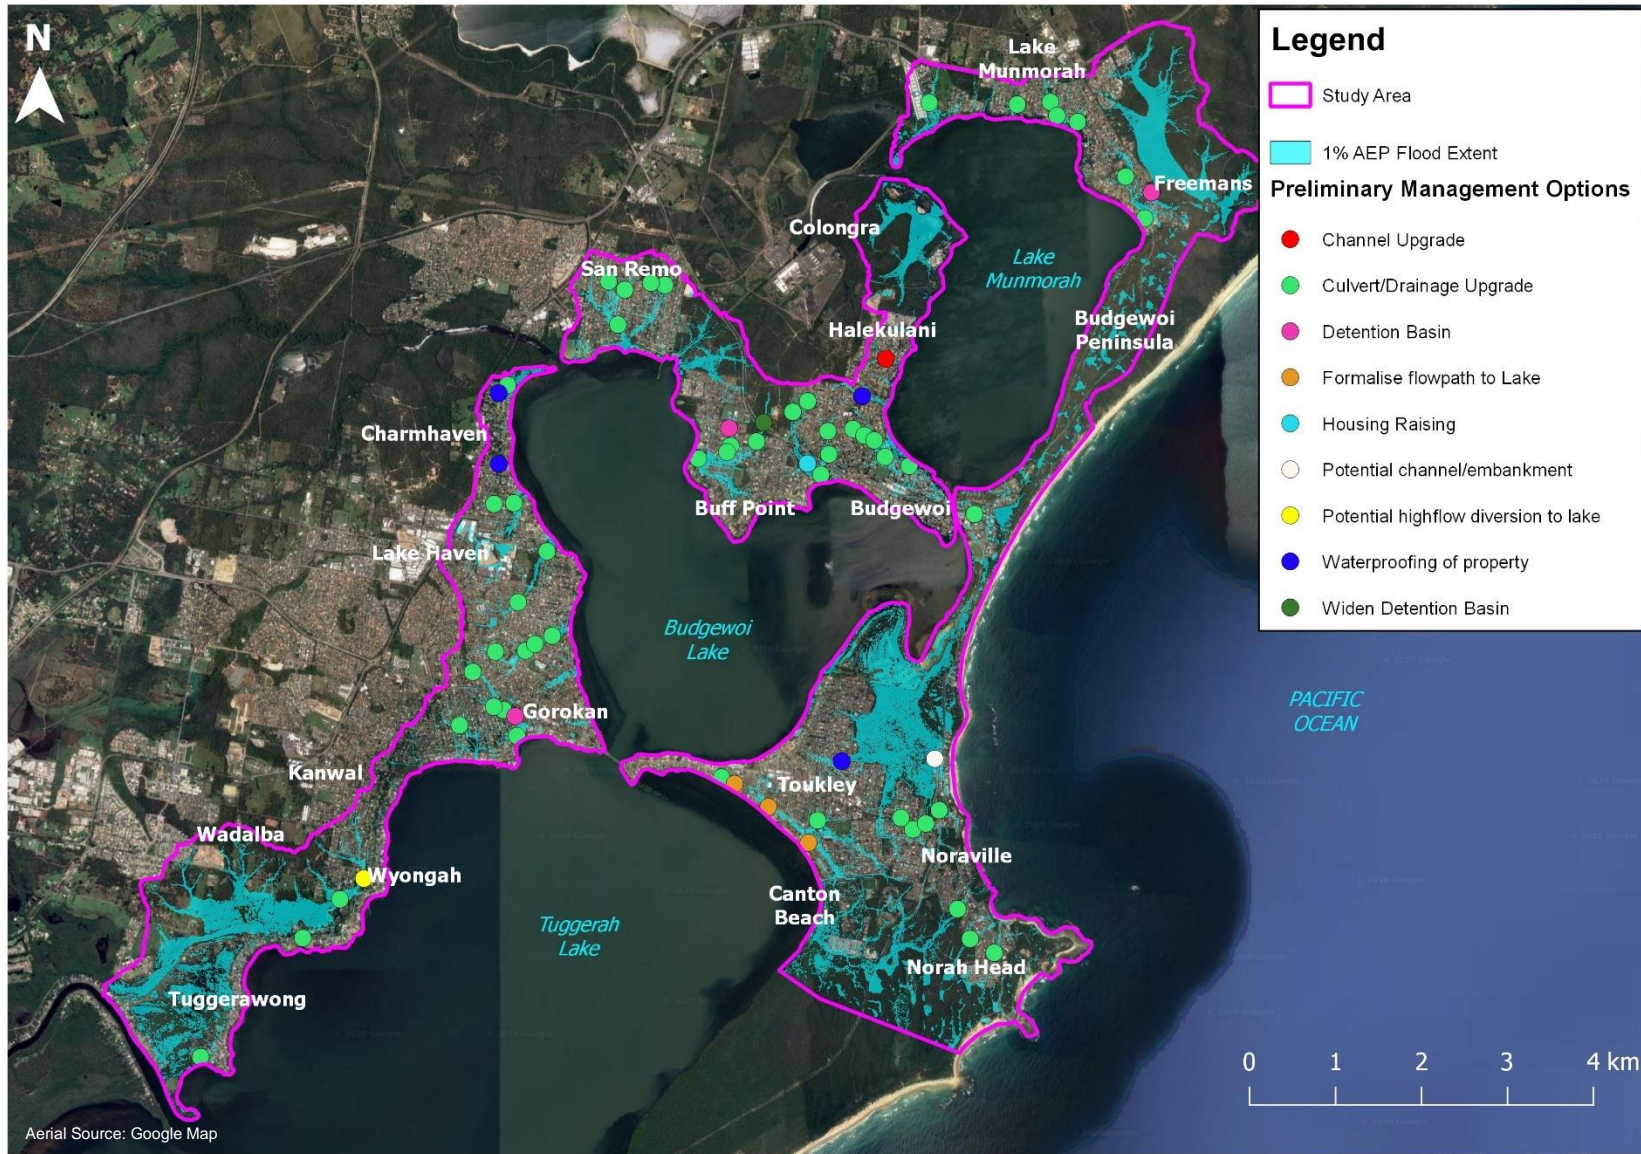 N
Lake
Munmorah
Freemans
Colongra
Lake
Munmorah
San Remo
Halekulani
Budgewoi
Peninsula
Charmhaven
Buff Point
Budgewoi
Lake Haven
Budgewoi
Lake
PACIFIC
OCEAN
Gorokan
Kanwal
Toukley
Wadalba
Noraville
Wyongah
Canton
Beach
Tuggerah
Lake
Norah Head
Tuggerawong
Aerial Source: Google Map
Legend
Study Area
1% AEP Flood Extent
Preliminary Management Options
Channel Upgrade
Culvert/Drainage Upgrade
Detention Basin
Formalise flowpath to Lake
Housing Raising
Potential channel/embankment
Potential highflow diversion to lake
Waterproofing of property
Widen Detention Basin
0 1 2 3 4 km